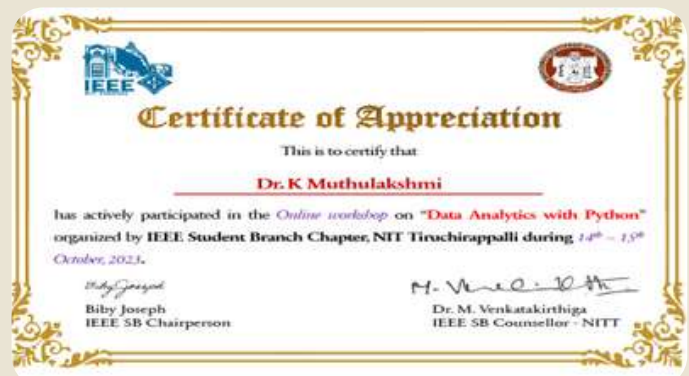 IEEE
Certificate of Appreciation
This is to certify that
Dr. K Muthulakshmi
has actively participated in the Online workshop on "Data Analytics with Python"
organized by IEEE Student Branch Chapter, NIT Tiruchirappalli during 14th – 15th
October, 2023.
Biby Joseph
Biby Joseph
IEEE SB Chairperson
Dr. M. Venkatakirthiga
IEEE SB Counsellor - NITT